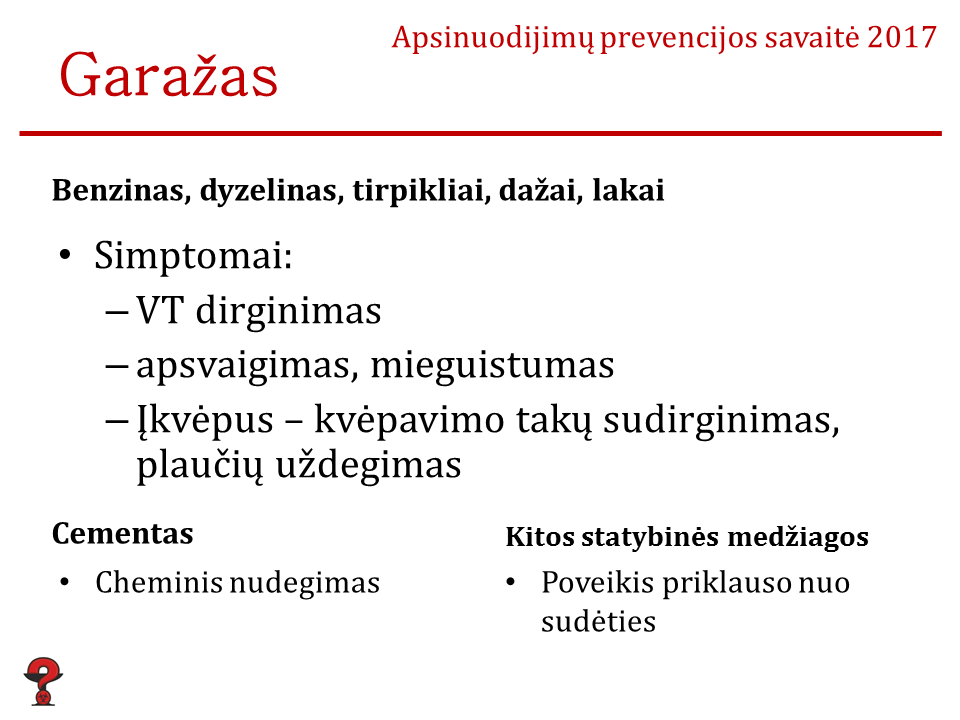 Apsinuodijimų prevencijos savaitė 2017
Garažas
Benzinas, dyzelinas, tirpikliai, dažai, lakai
• Simptomai:
– VT dirginimas
– apsvaigimas, mieguistumas
– Įkvėpus – kvėpavimo takų sudirginimas,
plaučių uždegimas
Cementas
• Cheminis nudegimas
Kitos statybinės medžiagos
• Poveikis priklauso nuo
sudėties